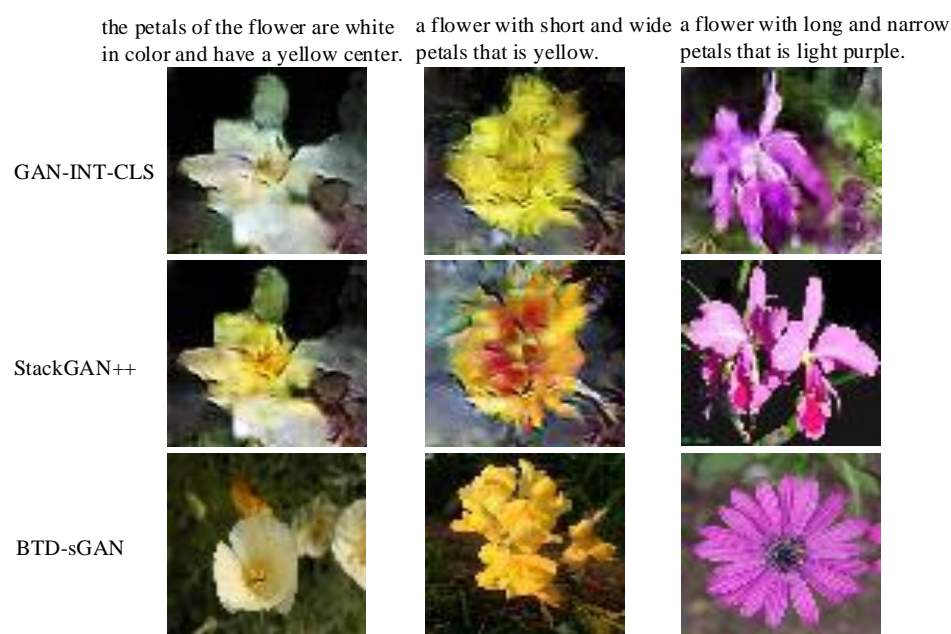 the petals of the flower are white
in color and have a yellow center.
a flower with short and wide
petals that is yellow.
a flower with long and narrow
petals that is light purple.
GAN-INT-CLS
StackGAN++
BTD-sGAN